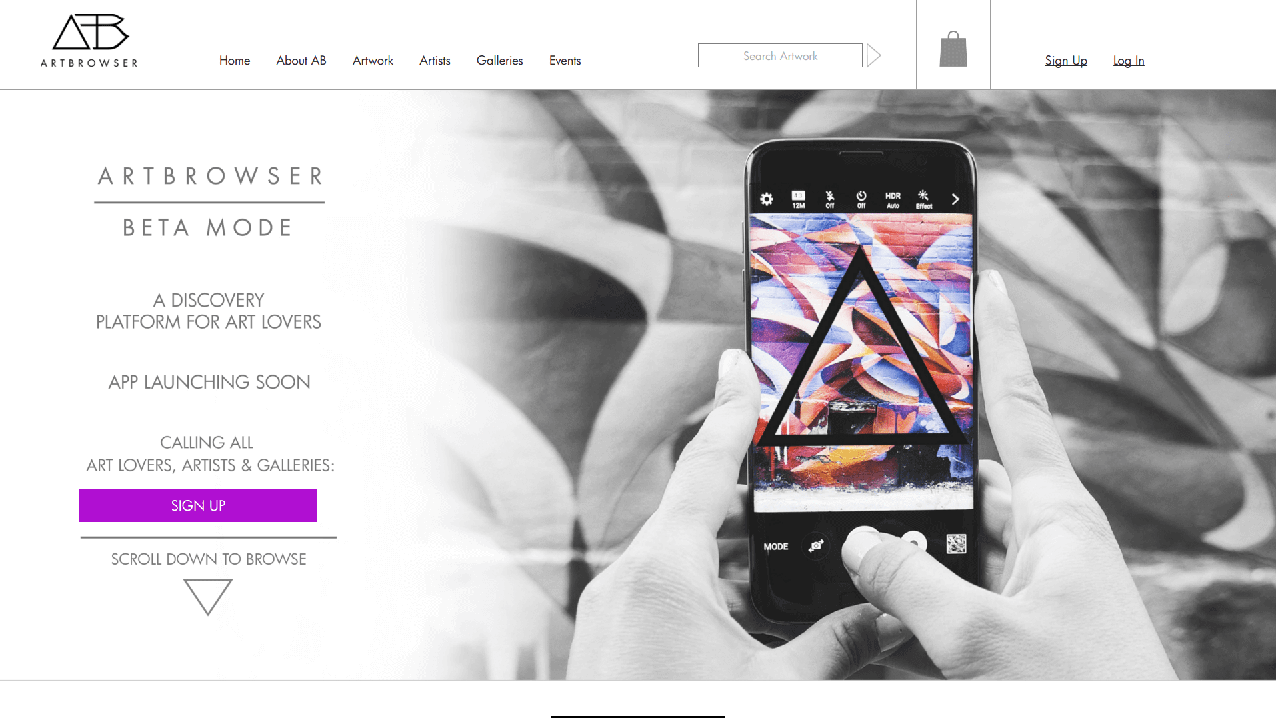 AB
ARTBROWSER
Home
About AB
Artwork
Artists
Galleries
Events
Search Artwork
Sign Up
Log In
ARTBROWSER
BETA MODE
A DISCOVERY
PLATFORM FOR ART LOVERS
APP LAUNCHING SOON
CALLING ALL
ART LOVERS, ARTISTS & GALLERIES:
SIGN UP
SCROLL DOWN TO BROWSE
12M
Off
Off
HDR
Auto
Effect
MODE